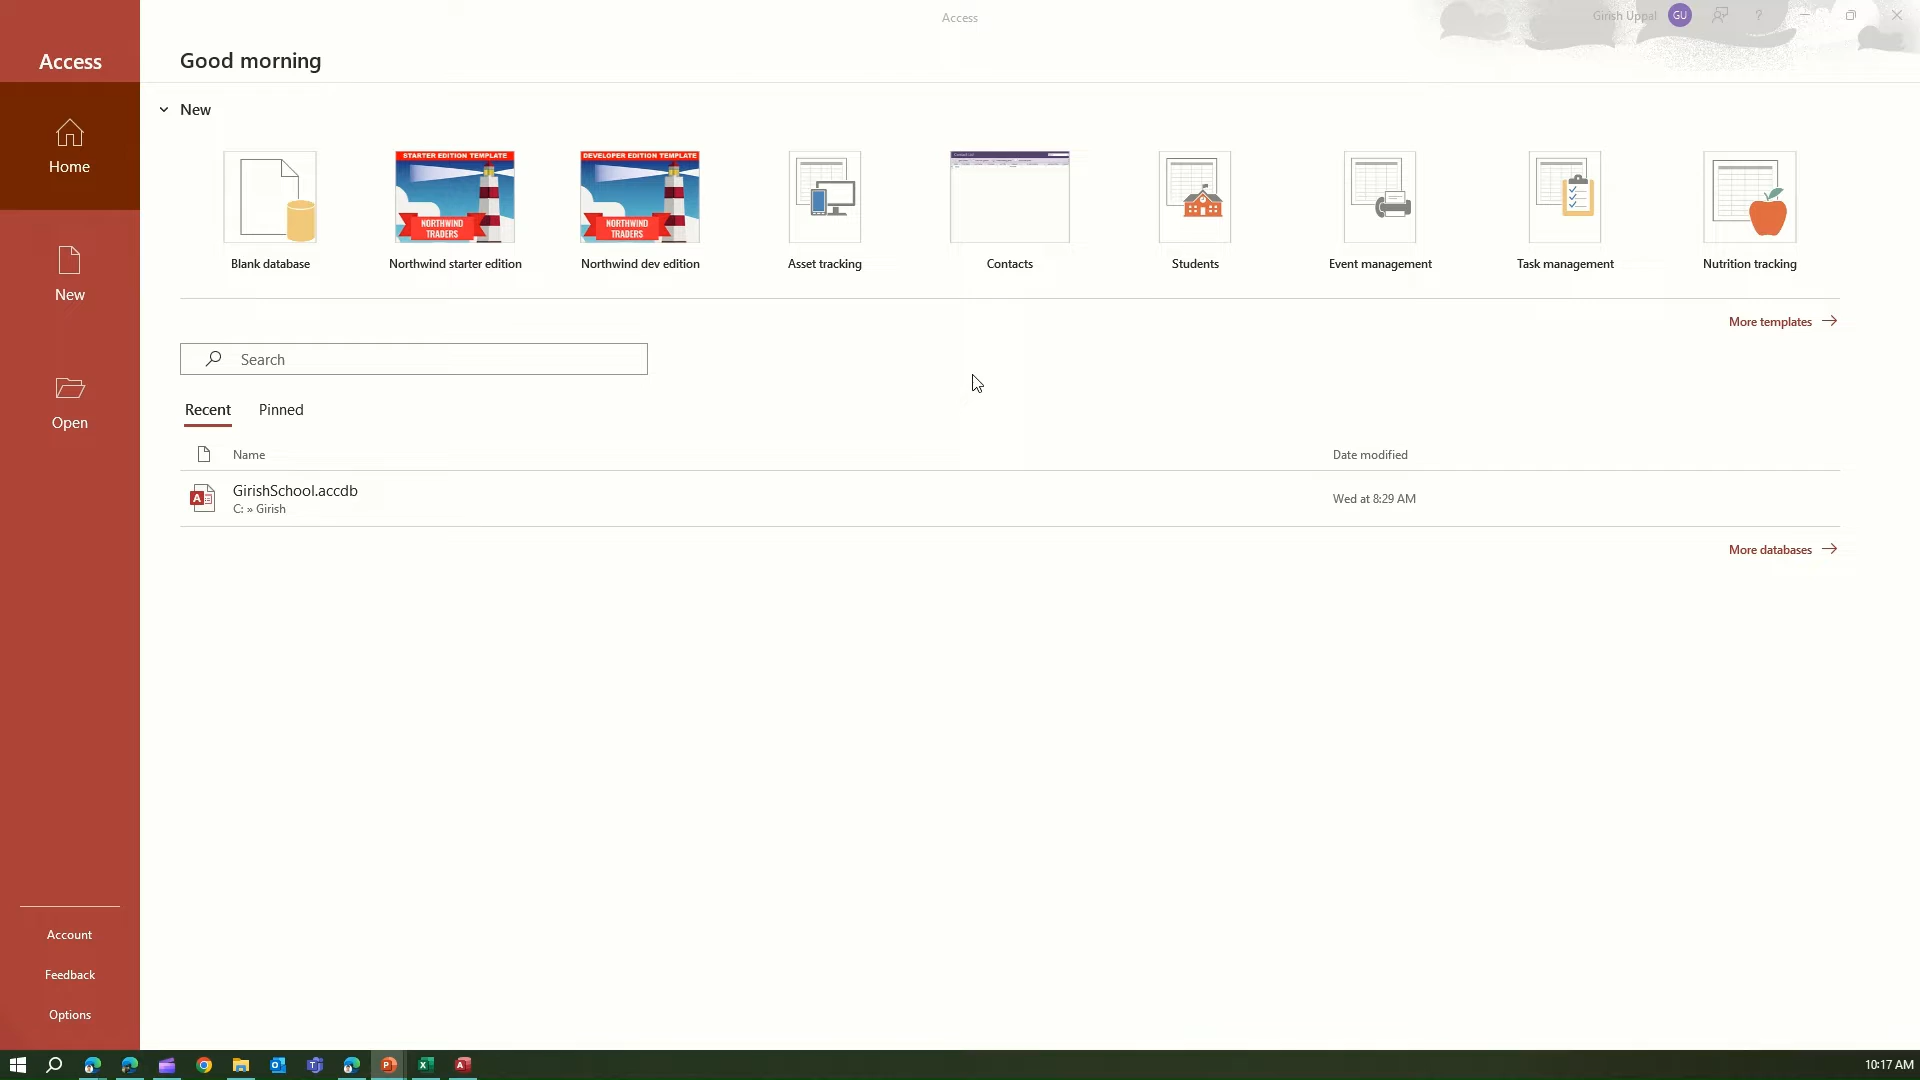 Access
Girish Uppal GU ?
Access
Good morning
Home
New
Open
New
STARTER EDITION TEMPLATE
NORTHWIND
TRADERS
DEVELOPER EDITION TEMPLATE
NORTHWIND
TRADERS
Blank database
Northwind starter edition
Northwind dev edition
Asset tracking
Contacts
Students
Event management
Task management
Nutrition tracking
More templates
Search
Recent Pinned
Name Date modified
GirishSchool.accdb
C: » Girish
Wed at 8:29 AM
More databases
Account
Feedback
Options
10:17 AM